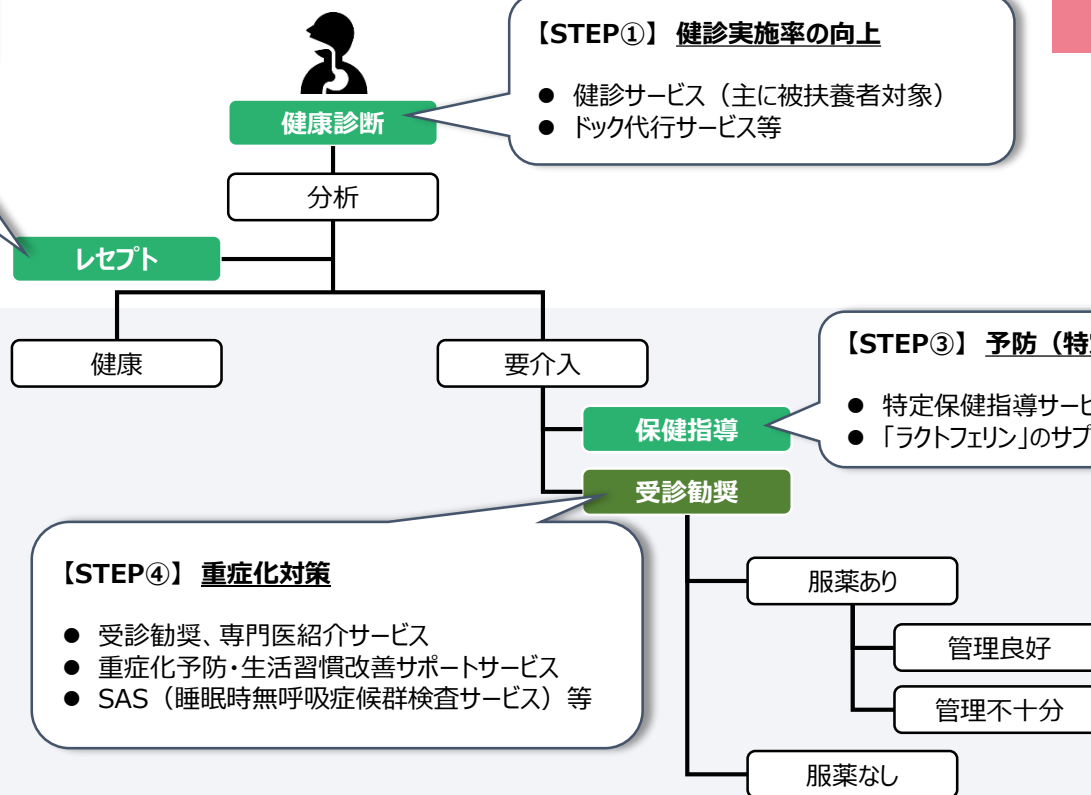 【STEP①】 健診実施率の向上
● 健診サービス（主に被扶養者対象）
● ドック代行サービス等
健康診断
分析
レセプト
健康
要介入
【STEP③】 予防（特
● 特定保健指導サービ
● 「ラクトフェリン」のサプ
保健指導
受診勧奨
【STEP④】 重症化対策
● 受診勧奨、専門医紹介サービス
● 重症化予防・生活習慣改善サポートサービス
● SAS（睡眠時無呼吸症候群検査サービス）等
服薬あり
管理良好
管理不十分
服薬なし